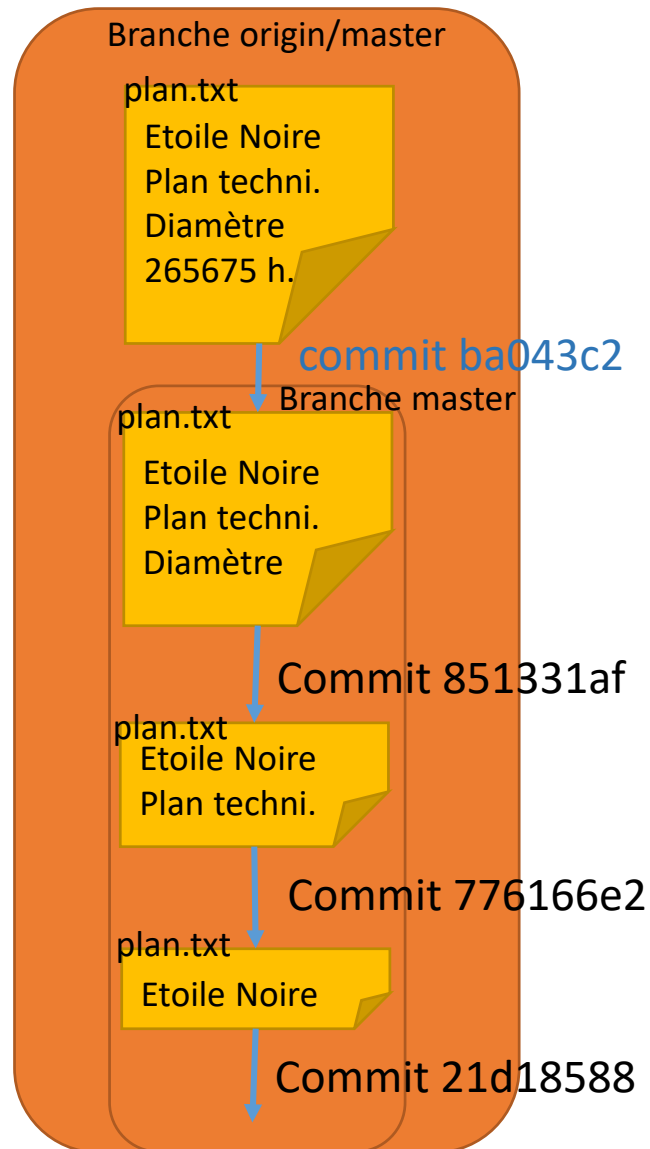 Branche origin/master
plan.txt
Etoile Noire
Plan techni.
Diamètre
265675 h.
commit ba043c2
Branche master
plan.txt
Etoile Noire
Plan techni.
Diamètre
Commit 851331af
plan.txt
Etoile Noire
Plan techni.
Commit 776166e2
plan.txt
Etoile Noire
Commit 21d18588